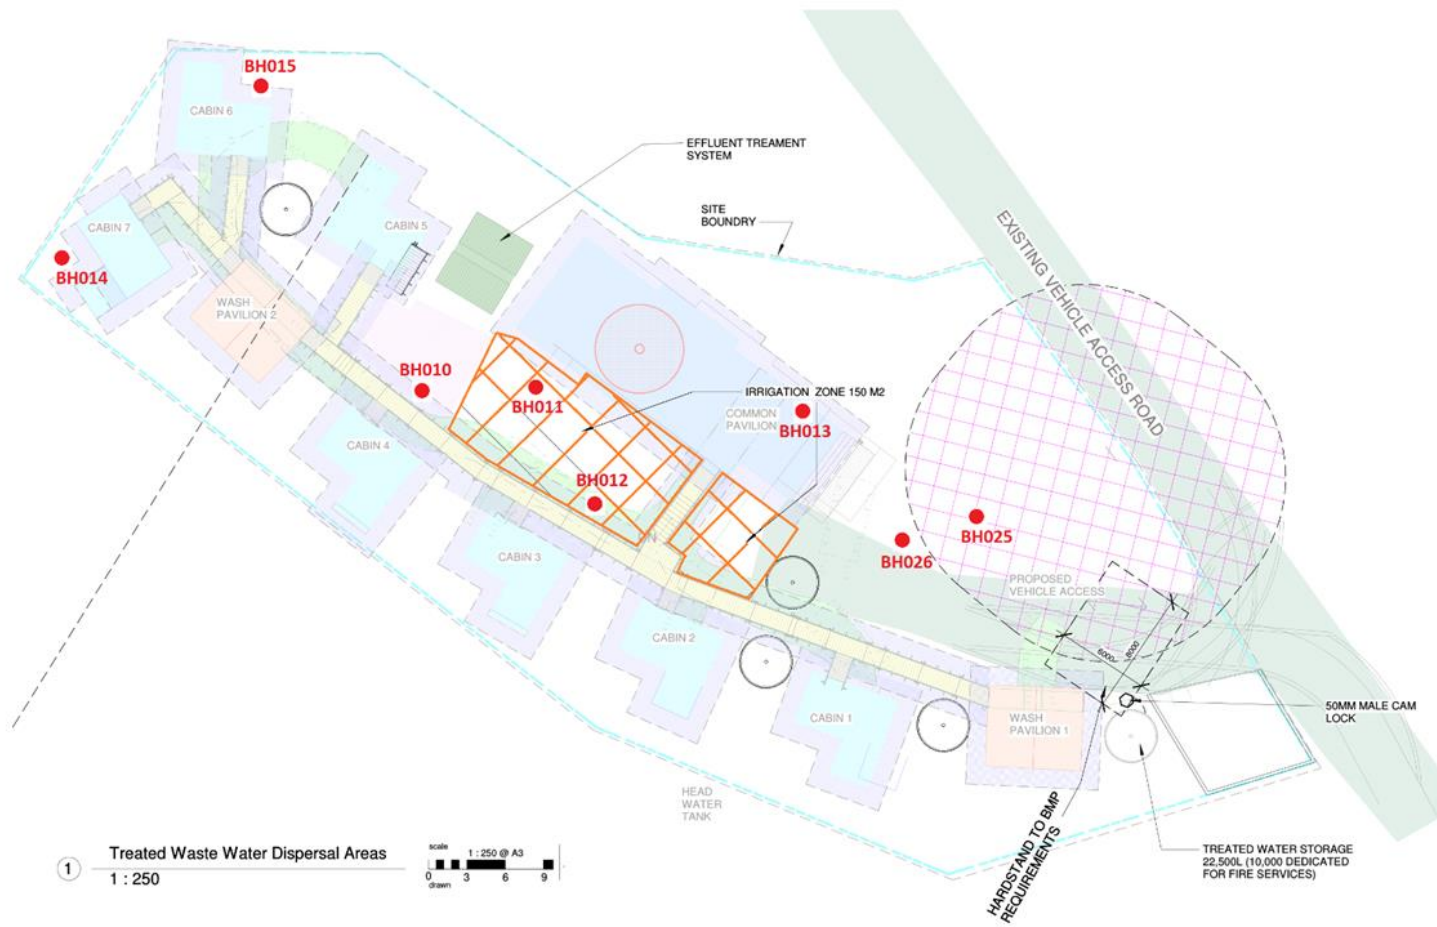 BH015
CABIN 6
EFFLUENT TREAMENT
SYSTEM
SITE
BOUNDRY
EXISTING VEHICLE ACCESS ROAD
CABIN 7
CABIN 5
BH014
WASH
PAVILION 2
BH010
BH011
IRRIGATION ZONE 150 M2
COMMON
PAVILION
BH013
CABIN 4
BH012
BH025
BH026
CABIN 3
PROPOSED
VEHICLE ACCESS
CABIN 2
6000
8000
CABIN 1
WASH
PAVILION 1
50MM MALE CAM
LOCK
HEAD
WATER
TANK
HARDSTAND TO BMP
REQUIREMENTS
TREATED WATER STORAGE
22,500L (10,000 DEDICATED
FOR FIRE SERVICES)
1
Treated Waste Water Dispersal Areas
1 : 250
scale
1 : 250 @ A3
0 3 6 9
drawn